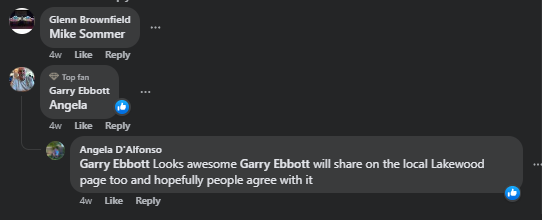 Glenn Brownfield
Mike Sommer
4w Like Reply
Top fan
Garry Ebbott
Angela
4w Like Reply
Angela D'Alfonso
Garry Ebbott Looks awesome Garry Ebbott will share on the local Lakewood
page too and hopefully people agree with it
4w Like Reply